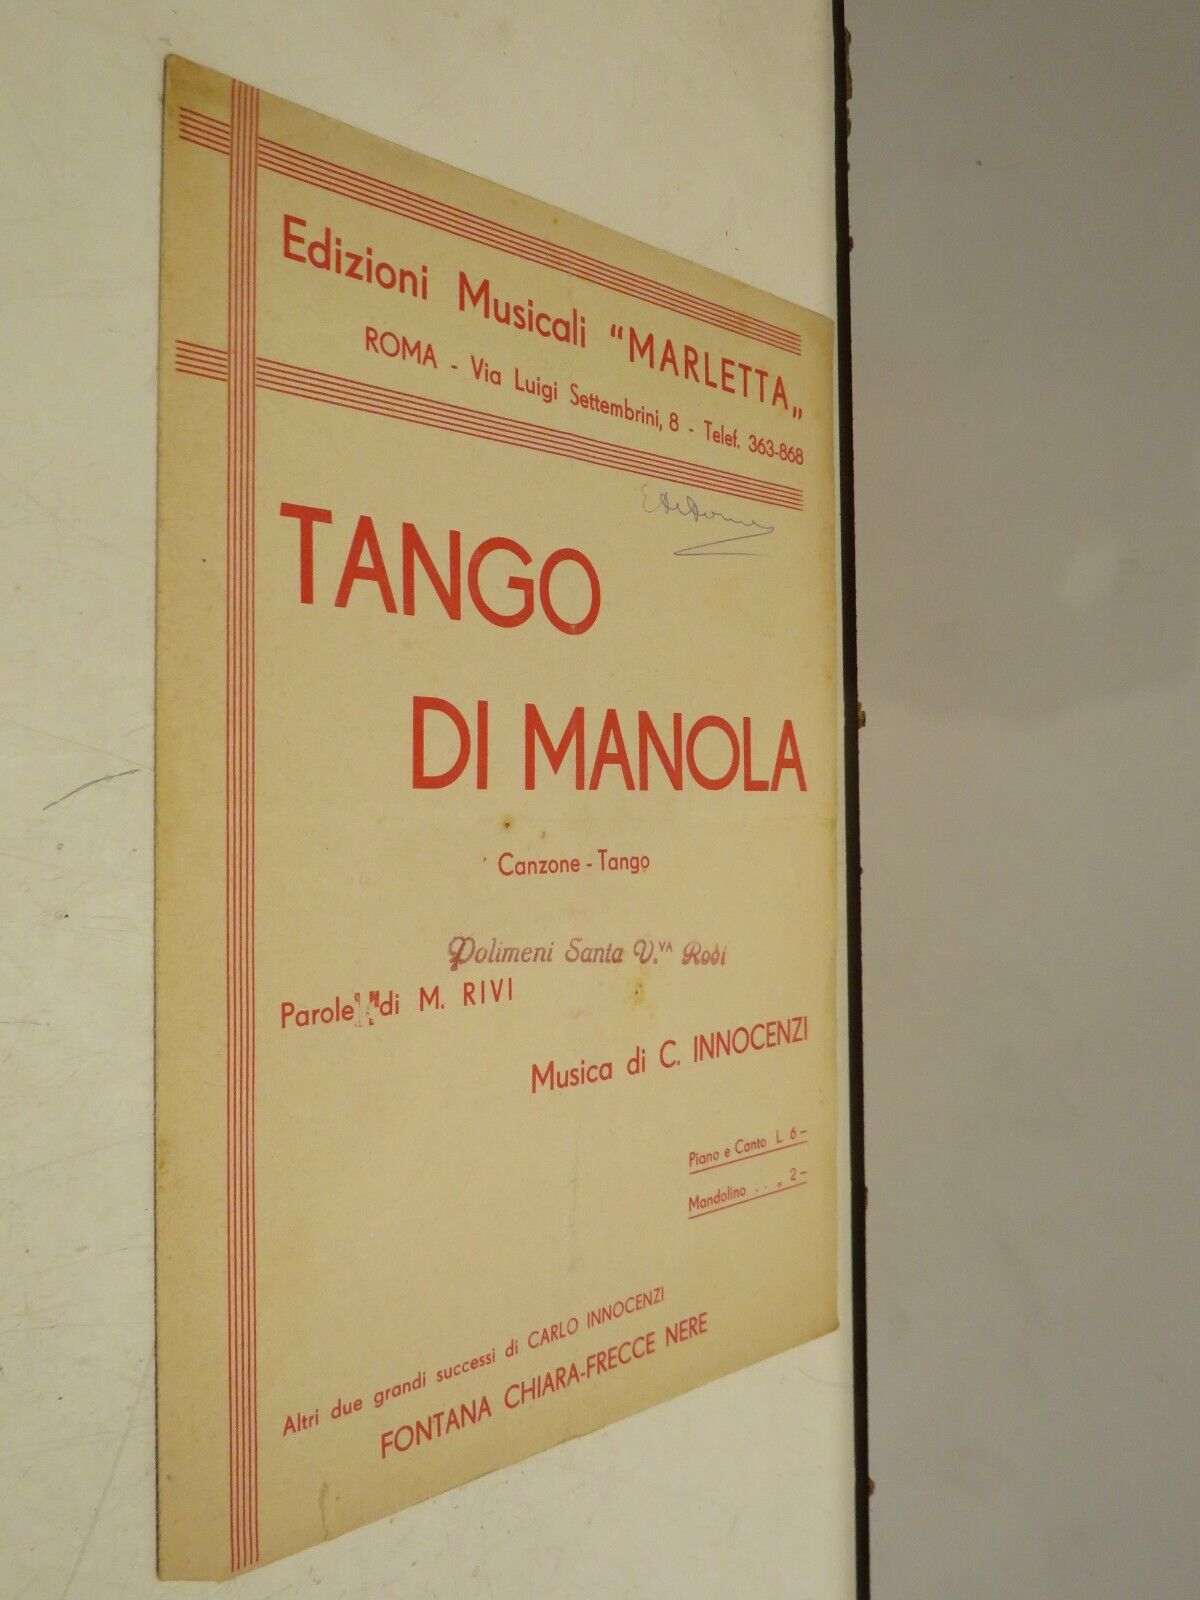 Edizioni Musicali “MARLETTA„
ROMA - Via Luigi Settembrini, 8 - Telef. 363-868
TANGO
DI MANOLA
Canzone - Tango
Polimeni Santa V.VA Rodi
Parole di M. RIVI
Musica di C. INNOCENZI
Piano e Canto L. 6 –
Mandolino . . „ 2 –
Altri due grandi successi di CARLO INNOCENZI
FONTANA CHIARA-FRECCE NERE